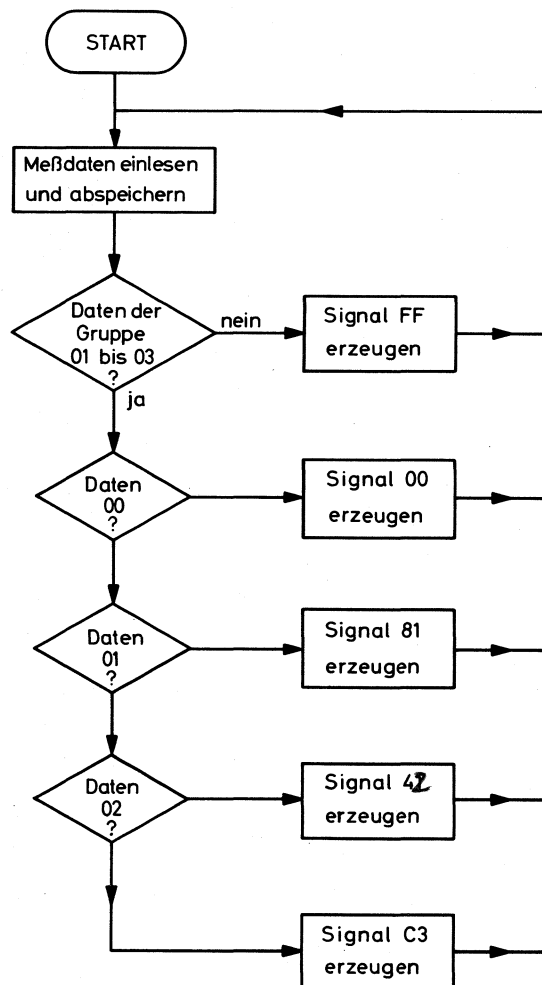 START
Meßdaten einlesen
und abspeichern
Daten der
Gruppe
01 bis 03
?
nein
ja
Signal FF
erzeugen
Daten
00
?
Signal 00
erzeugen
Daten
01
?
Signal 81
erzeugen
Daten
02
?
Signal 42
erzeugen
Signal C3
erzeugen